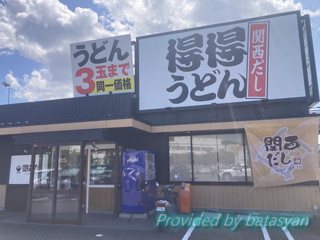 うどん
3玉まで
同一価格
得得
うどん
関西だし
関西
だし
Provided by batasyan